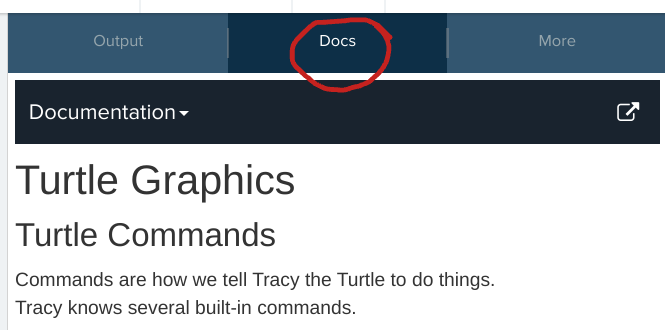 Output
Docs
More
Documentation
Turtle Graphics
Turtle Commands
Commands are how we tell Tracy the Turtle to do things.
Tracy knows several built-in commands.